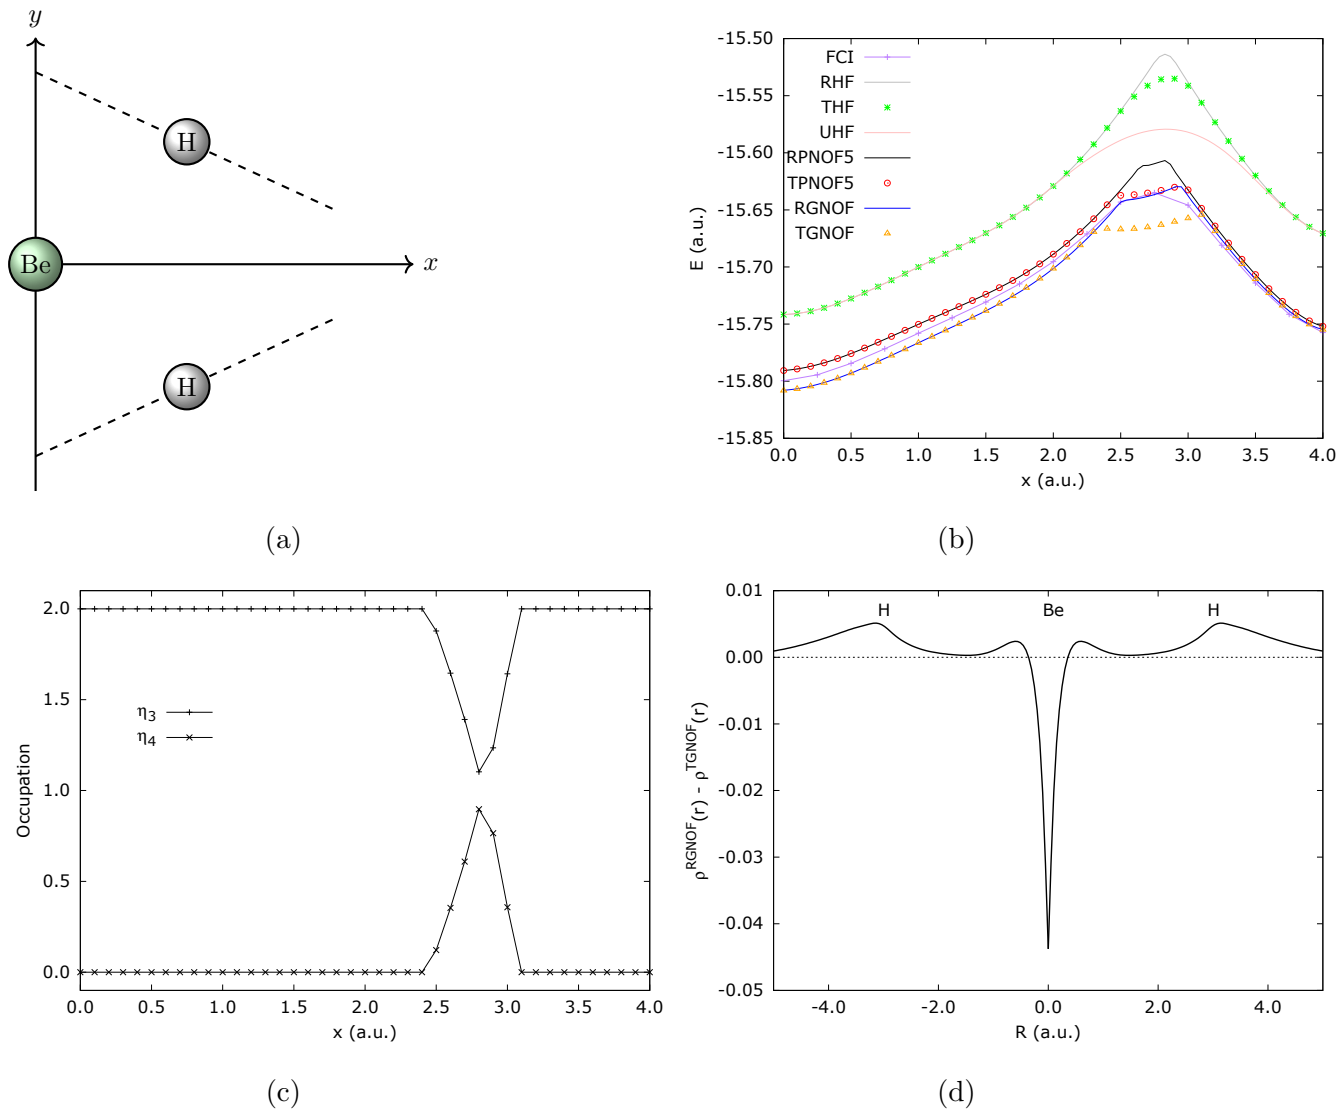 y
H
Be
x
H
(a)
-15.50
-15.55
-15.60
-15.65
-15.70
-15.75
-15.80
-15.85
E (a.u.)
FCI
RHF
THF
UHF
RPNOF5
TPNOF5
RGNOF
TGNOF
0.0 0.5 1.0 1.5 2.0 2.5 3.0 3.5 4.0
x (a.u.)
(b)
2.0
1.5
1.0
0.5
0.0
Occupation
η3
η4
0.0 0.5 1.0 1.5 2.0 2.5 3.0 3.5 4.0
x (a.u.)
(c)
0.01
0.00
-0.01
-0.02
-0.03
-0.04
-0.05
ρRGNOF(r) - ρTGNOF(r)
H Be H
-4.0 -2.0 0.0 2.0 4.0
R (a.u.)
(d)